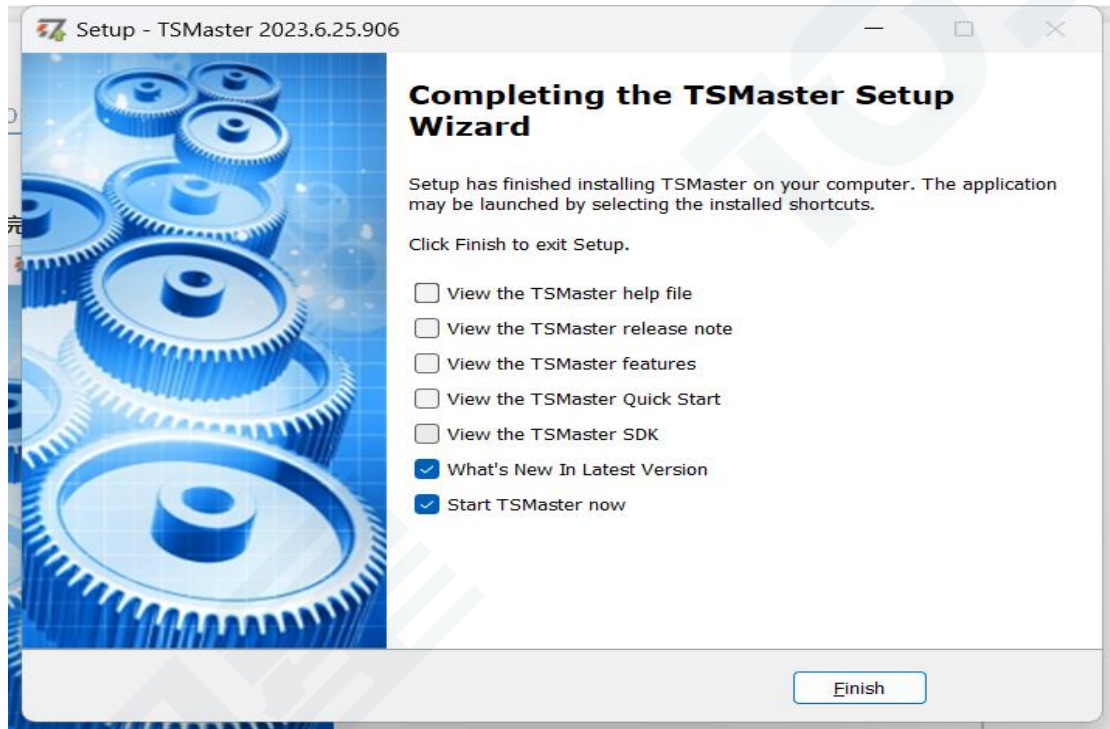 Setup - TSMaster 2023.6.25.906
Completing the TSMaster Setup
Wizard
Setup has finished installing TSMaster on your computer. The application
may be launched by selecting the installed shortcuts.
Click Finish to exit Setup.
View the TSMaster help file
View the TSMaster release note
View the TSMaster features
View the TSMaster Quick Start
View the TSMaster SDK
What's New In Latest Version
Start TSMaster now
Finish